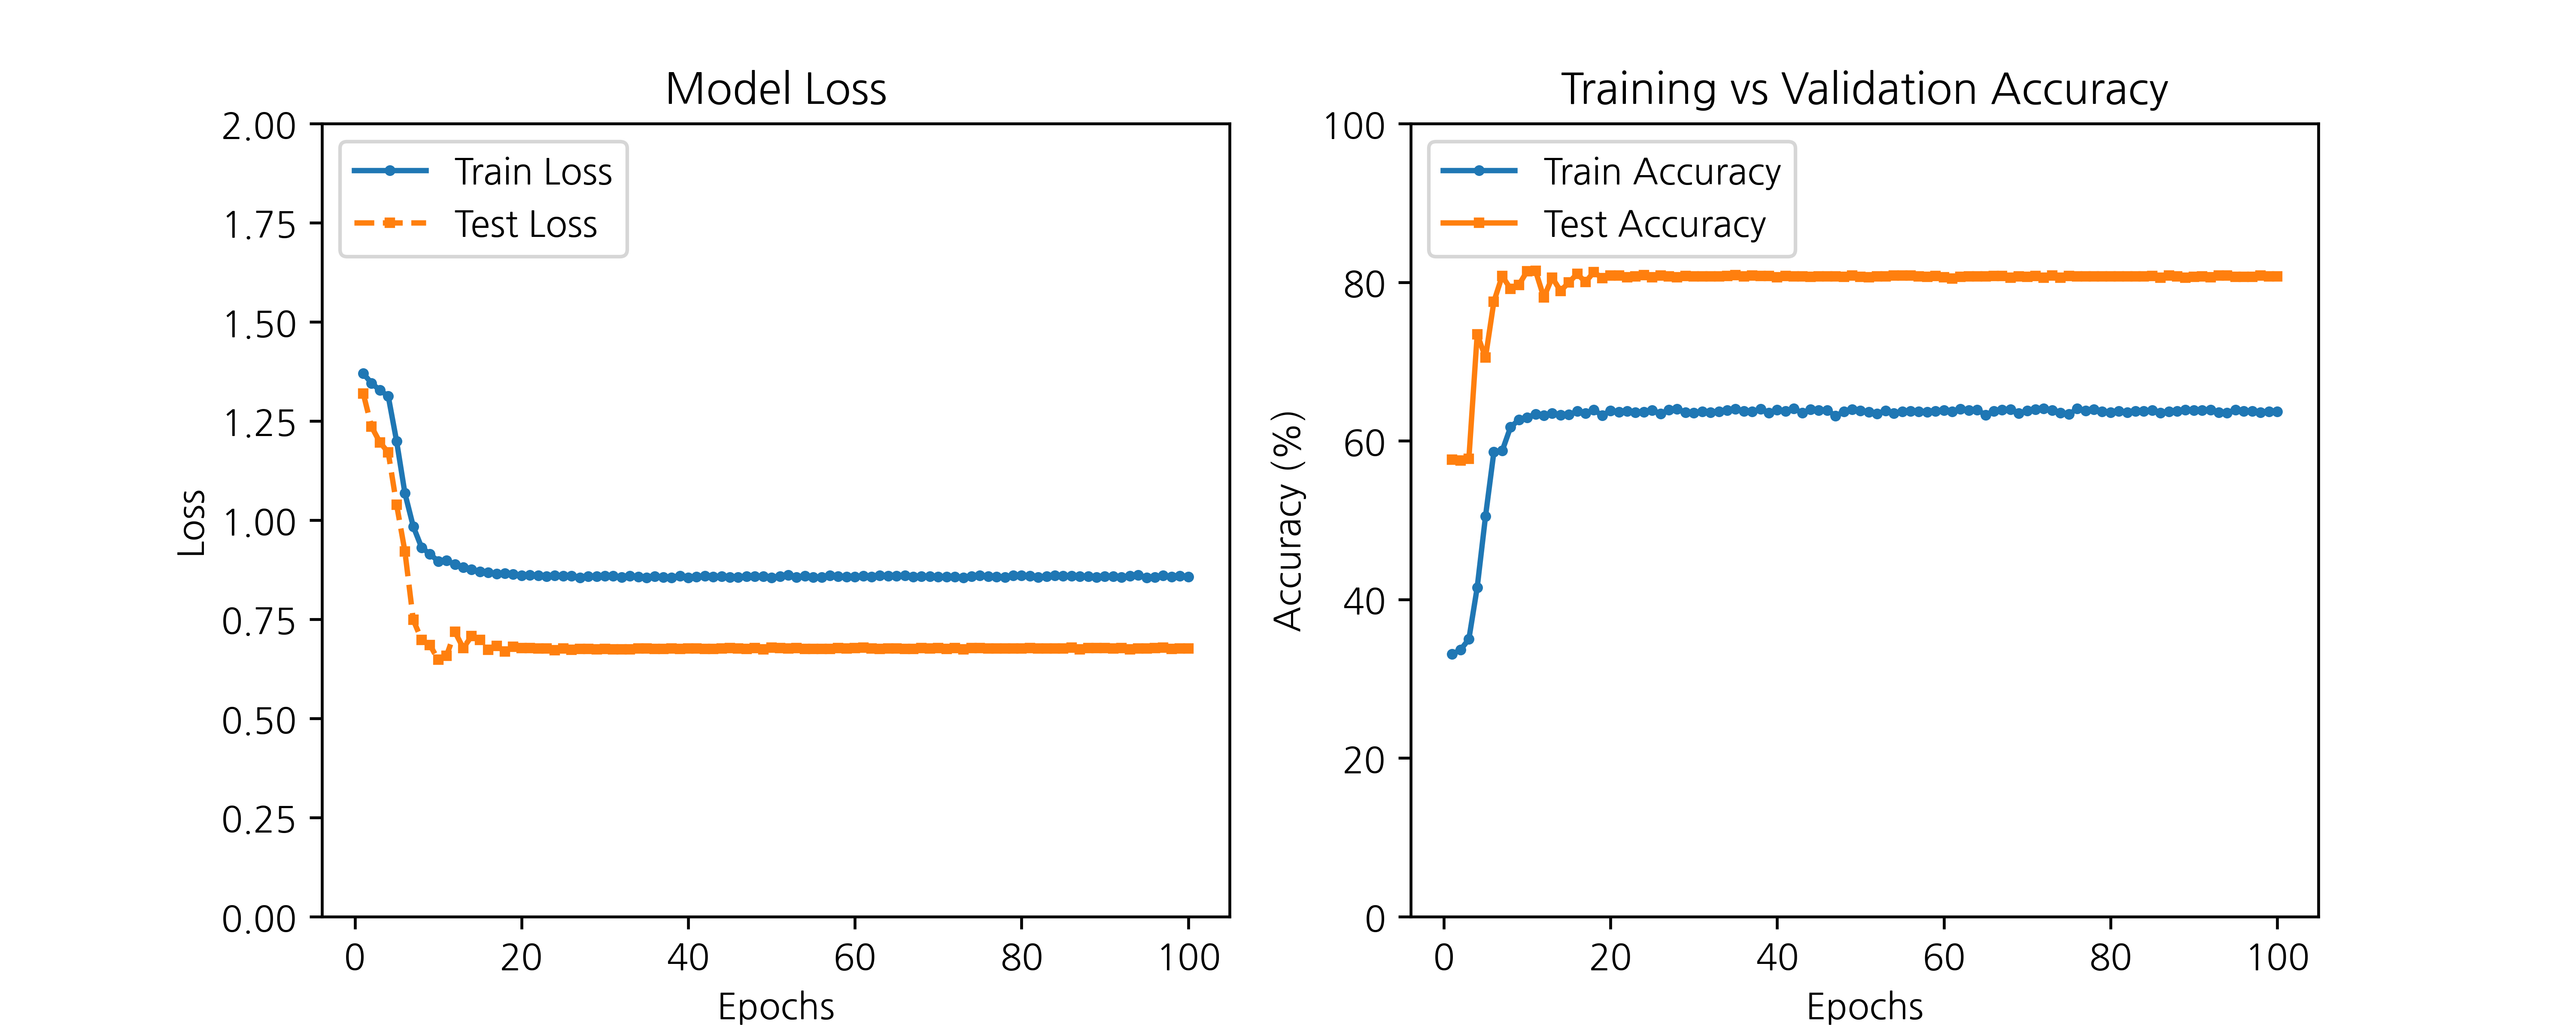 Model Loss
2.00
1.75
1.50
1.25
1.00
0.75
0.50
0.25
0.00
Loss
Train Loss
Test Loss
0 20 40 60 80 100
Epochs
Training vs Validation Accuracy
100
80
60
40
20
0
Accuracy (%)
Train Accuracy
Test Accuracy
0 20 40 60 80 100
Epochs